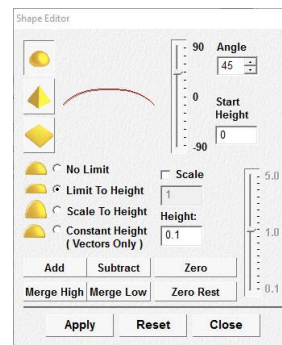 Shape Editor
90
Angle
45
0
Start
Height
0
-90
No Limit
Limit To Height
Scale To Height
Constant Height
( Vectors Only )
Scale
1
Height:
0.1
5.0
1.0
0.1
Add Subtract Zero
Merge High Merge Low Zero Rest
Apply Reset Close